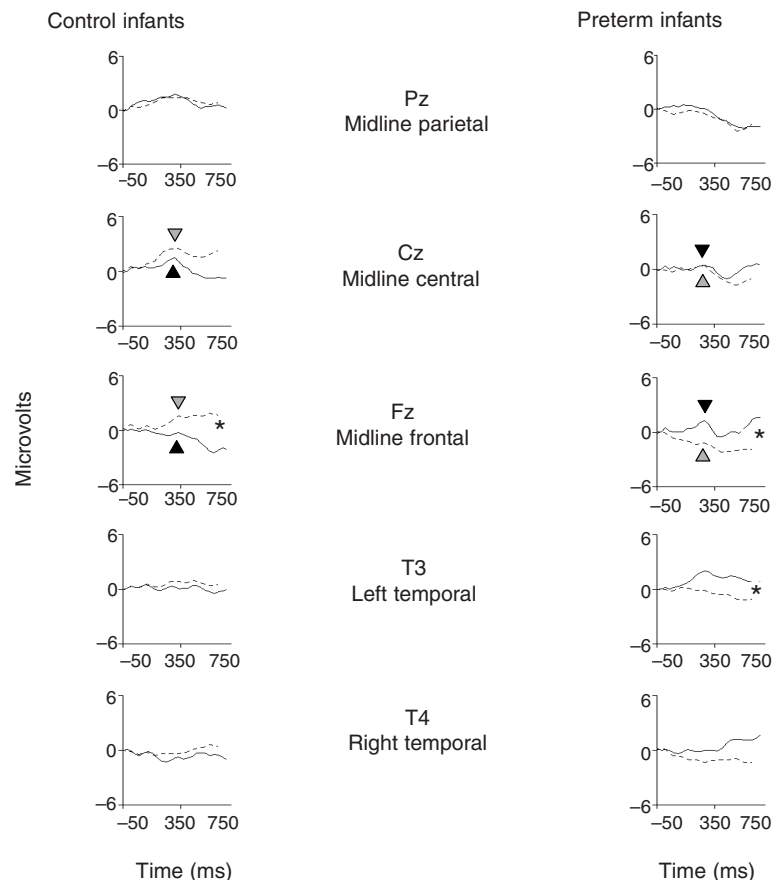 Control infants
Preterm infants
6
0
–6
–50 350 750
Pz
Midline parietal
6
0
–6
–50 350 750
6
0
–6
–50 350 750
Cz
Midline central
6
0
–6
–50 350 750
Microvolts
6
0
–6
–50 350 750
*
Fz
Midline frontal
6
0
–6
–50 350 750
*
6
0
–6
–50 350 750
T3
Left temporal
6
0
–6
–50 350 750
*
6
0
–6
–50 350 750
T4
Right temporal
6
0
–6
–50 350 750
Time (ms)
Time (ms)